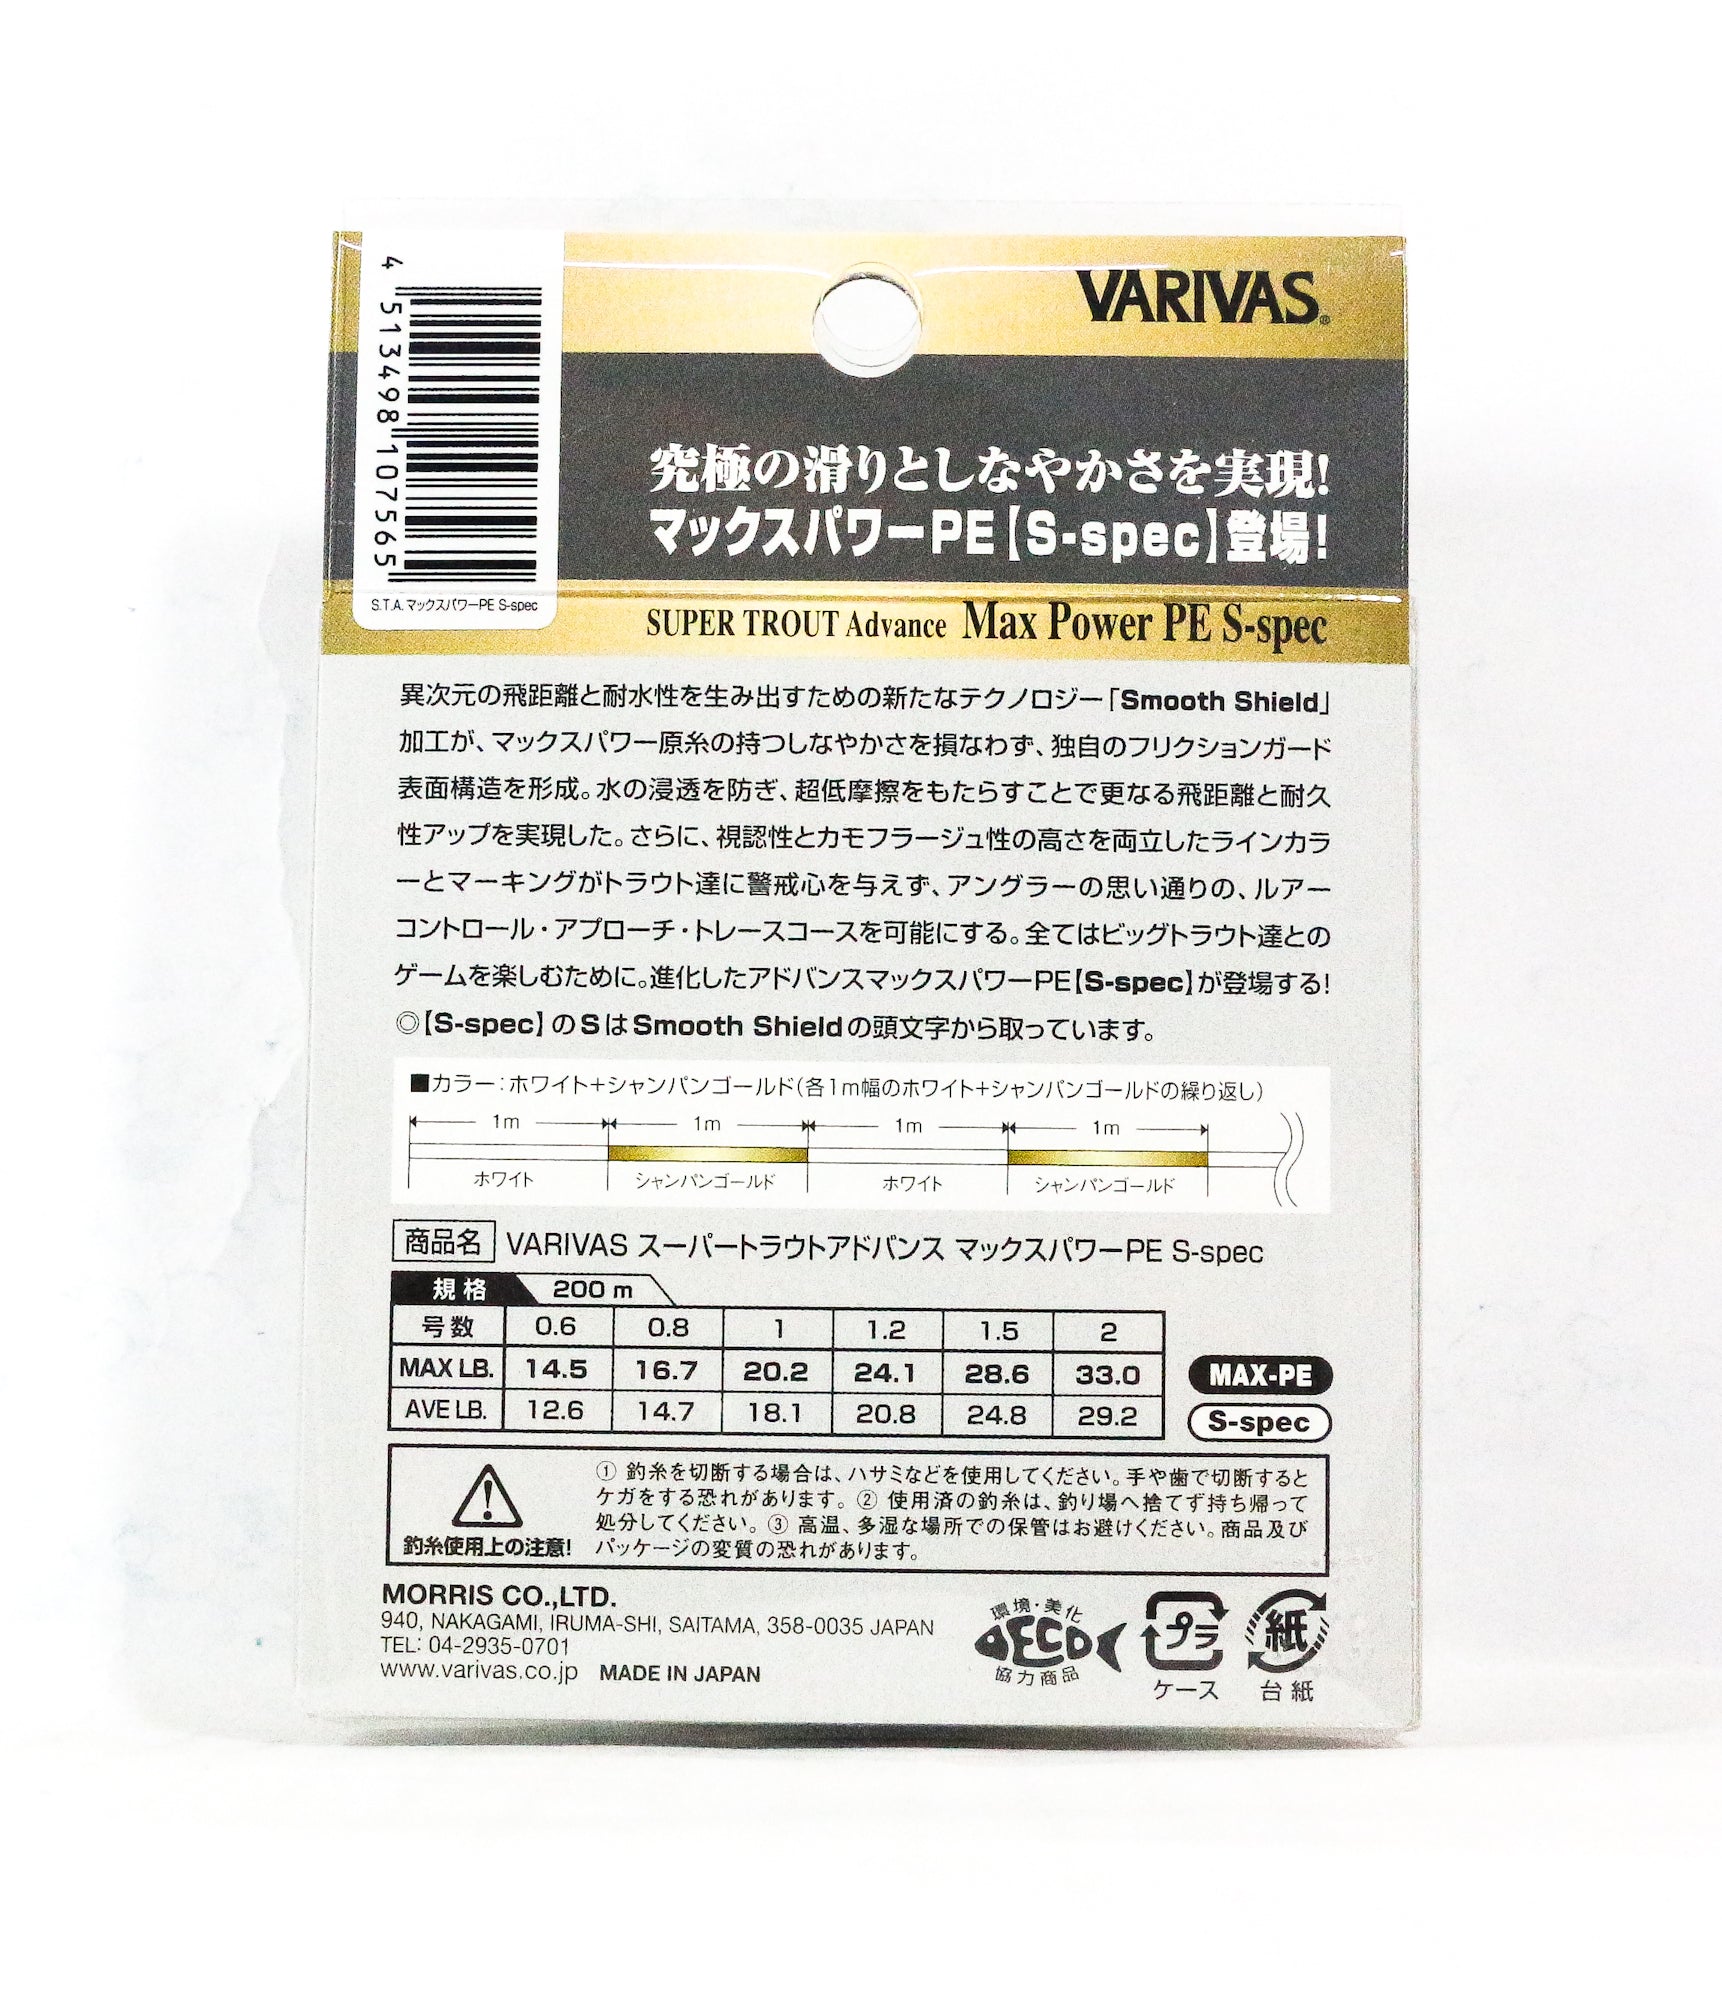 VARIVAS®
4 513498 107565
S.T.A.マックスパワーPE S-spec
究極の滑りとしなやかさを実現!
マックスパワーPE【S-spec】登場!
SUPER TROUT Advance Max Power PE S-spec
異次元の飛距離と耐水性を生み出すための新たなテクノロジー「Smooth Shield」
加工が、マックスパワー原糸の持つしなやかさを損なわず、独自のフリクションガード
表面構造を形成。水の浸透を防ぎ、超低摩擦をもたらすことで更なる飛距離と耐久
性アップを実現した。さらに、視認性とカモフラージュ性の高さを両立したラインカラ
ーとマーキングがトラウト達に警戒心を与えず、アングラーの思い通りの、ルアー
コントロール・アプローチ・トレースコースを可能にする。全てはビッグトラウト達との
ゲームを楽しむために。進化したアドバンスマックスパワーPE【S-spec】が登場する!
◎【S-spec】のSはSmooth Shieldの頭文字から取っています。
■カラー:ホワイト+シャンパンゴールド(各1m幅のホワイト+シャンパンゴールドの繰り返し)
1m 1m 1m 1m
ホワイト シャンパンゴールド ホワイト シャンパンゴールド
商品名 VARIVAS スーパートラウトアドバンス マックスパワーPE S-spec
規格 200m
号数 0.6 0.8 1 1.2 1.5 2
MAX LB. 14.5 16.7 20.2 24.1 28.6 33.0
AVE LB. 12.6 14.7 18.1 20.8 24.8 29.2
MAX-PE
S-spec
① 釣糸を切断する場合は、ハサミなどを使用してください。手や歯で切断すると
ケガをする恐れがあります。② 使用済の釣糸は、釣り場へ捨てず持ち帰って
処分してください。③ 高温、多湿な場所での保管はお避けください。商品及び
パッケージの変質の恐れがあります。
釣糸使用上の注意!
MORRIS CO.,LTD.
940, NAKAGAMI, IRUMA-SHI, SAITAMA, 358-0035 JAPAN
TEL: 04-2935-0701
www.varivas.co.jp MADE IN JAPAN
環境・美化
ECO
協力商品
プラ
ケース
紙
台紙